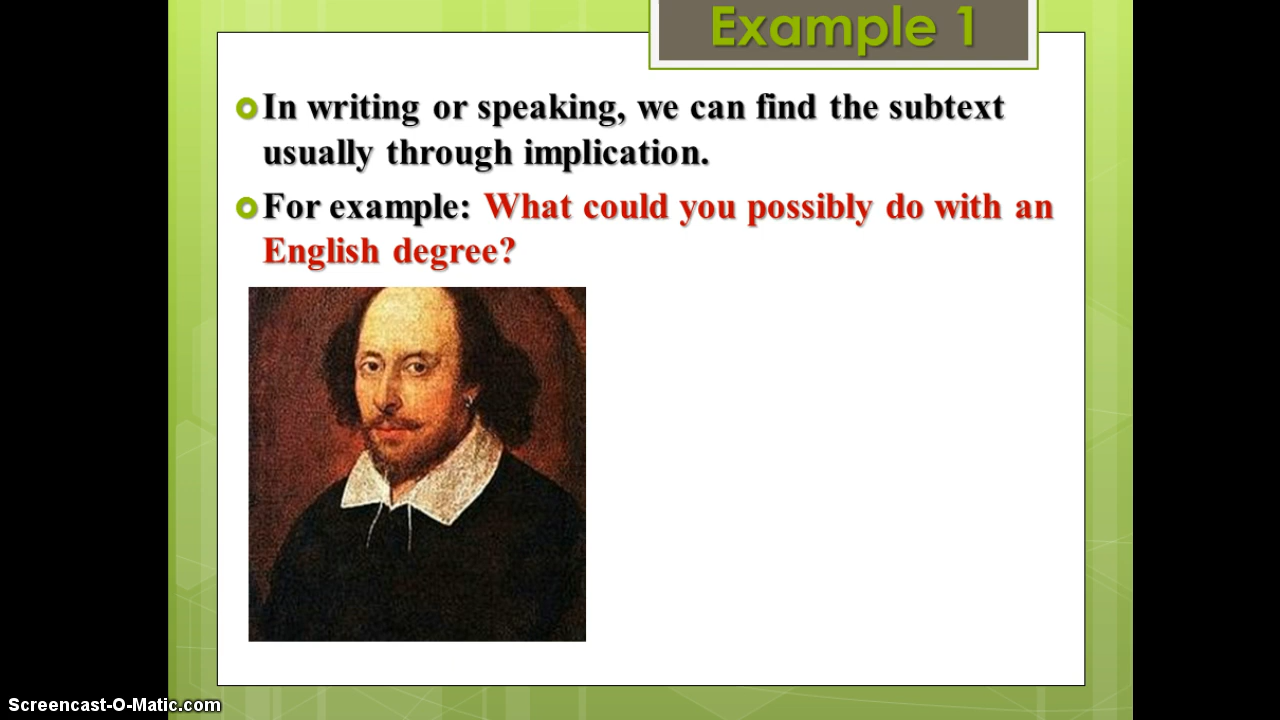 Example 1
In writing or speaking, we can find the subtext
usually through implication.
For example: What could you possibly do with an
English degree?
Screencast-O-Matic.com